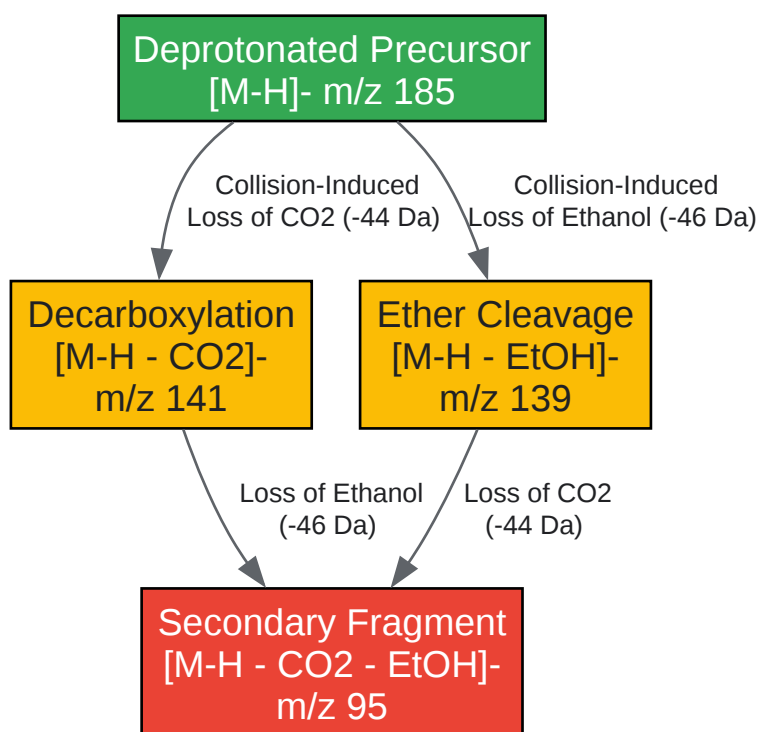 Deprotonated Precursor
[M-H]- m/z 185
Collision-Induced
Loss of CO2 (-44 Da)
Collision-Induced
Loss of Ethanol (-46 Da)
Decarboxylation
[M-H - CO2]-
m/z 141
Ether Cleavage
[M-H - EtOH]-
m/z 139
Loss of Ethanol
(-46 Da)
Loss of CO2
(-44 Da)
Secondary Fragment
[M-H - CO2 - EtOH]-
m/z 95